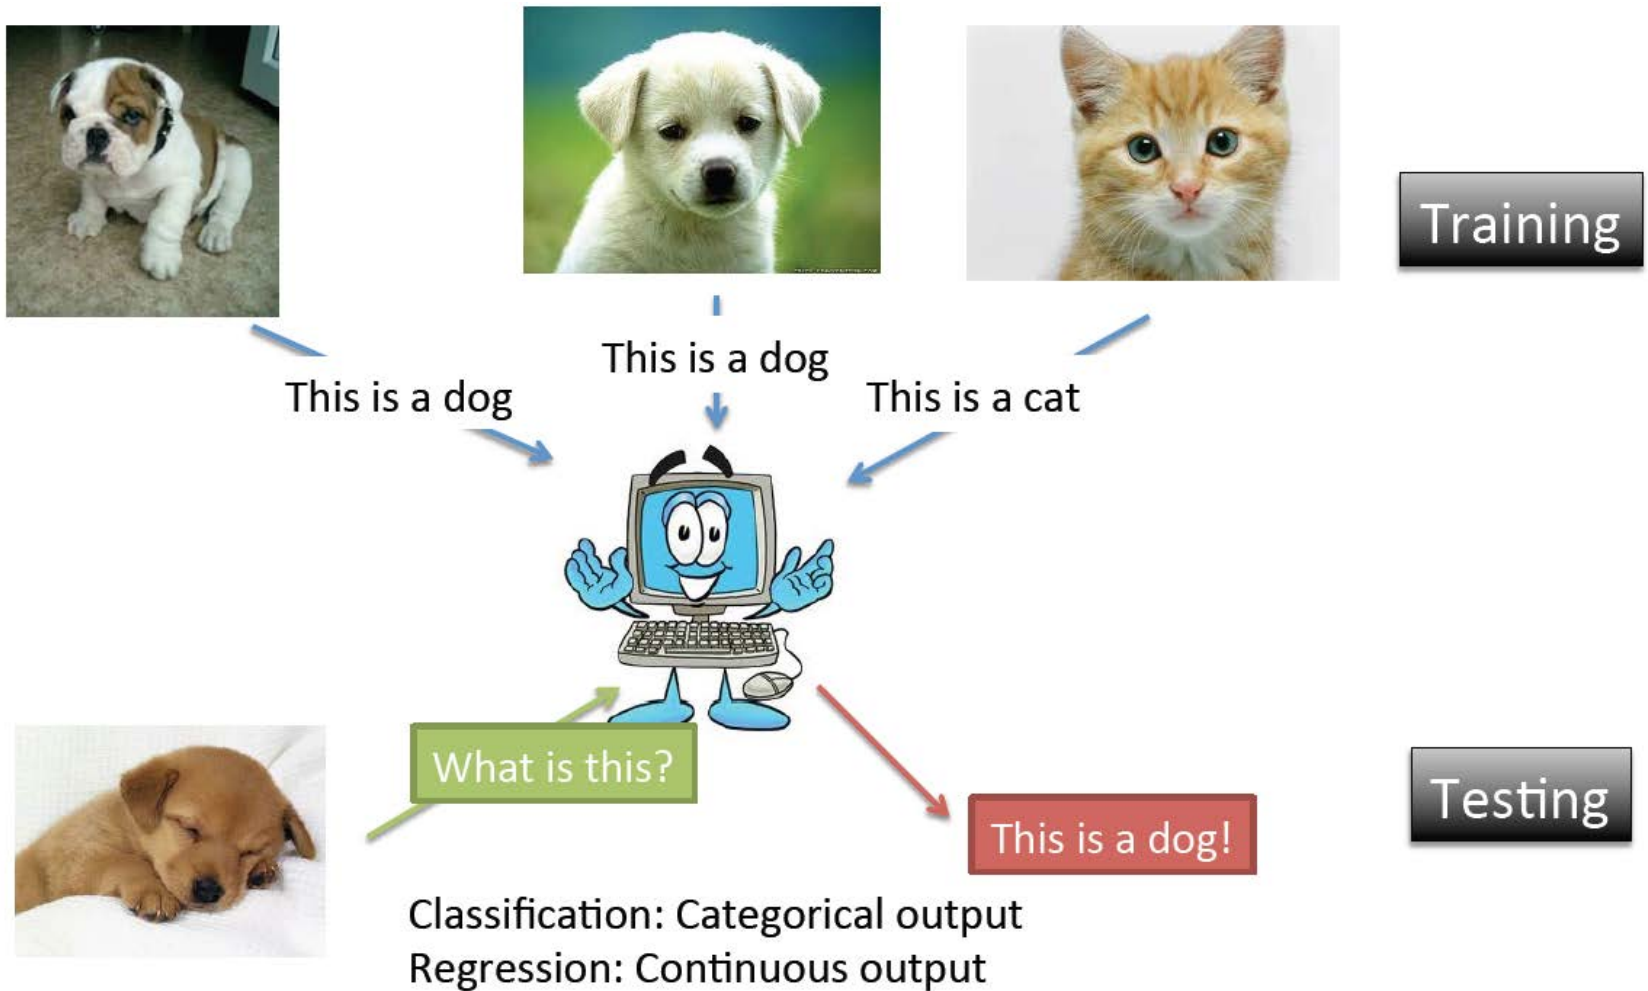 Training
This is a dog
This is a dog
This is a cat
What is this?
Testing
This is a dog!
Classification: Categorical output
Regression: Continuous output